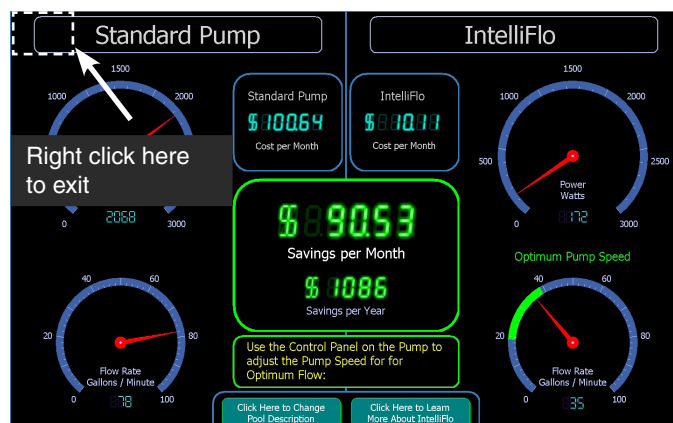 Standard Pump
IntelliFlo
1500
1000
2000
Right click here
to exit
2068
0
3000
Standard Pump
$100.64
Cost per Month
IntelliFlo
$10.11
Cost per Month
1500
1000
2000
500
2500
Power
Watts
172
0
3000
$90.53
Savings per Month
$1086
Savings per Year
Optimum Pump Speed
40
60
20
80
Flow Rate
Gallons / Minute
0
78
100
Use the Control Panel on the Pump to
adjust the Pump Speed for for
Optimum Flow:
Click Here to Change
Pool Description
Click Here to Learn
More About IntelliFlo
40
60
20
80
Flow Rate
Gallons / Minute
0
35
100